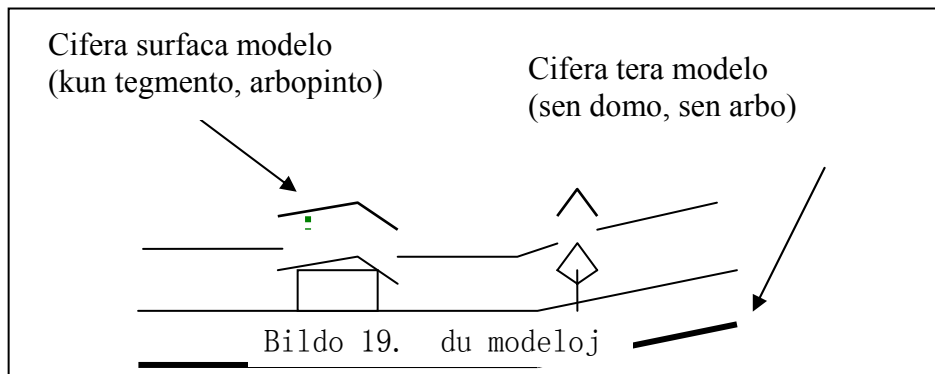 Cifera surfaca modelo
(kun tegmento, arbopinto)
Cifera tera modelo
(sen domo, sen arbo)
Bildo 19. du modeloj